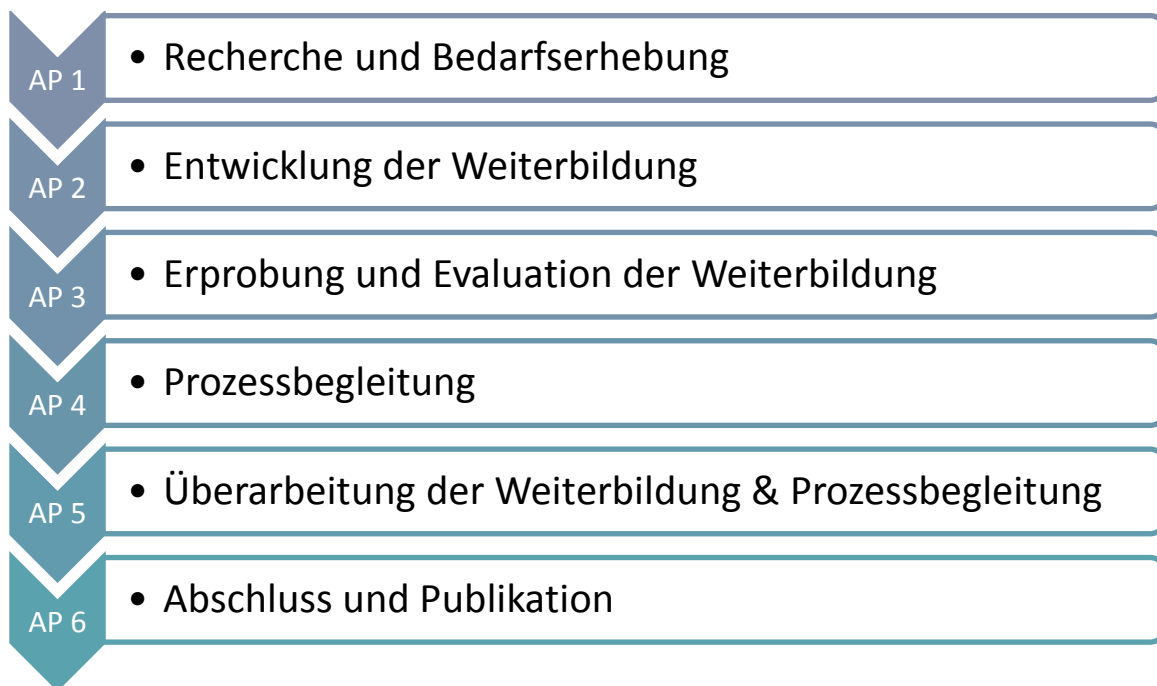 AP 1
• Recherche und Bedarfserhebung
AP 2
• Entwicklung der Weiterbildung
AP 3
• Erprobung und Evaluation der Weiterbildung
AP 4
• Prozessbegleitung
AP 5
• Überarbeitung der Weiterbildung & Prozessbegleitung
AP 6
• Abschluss und Publikation